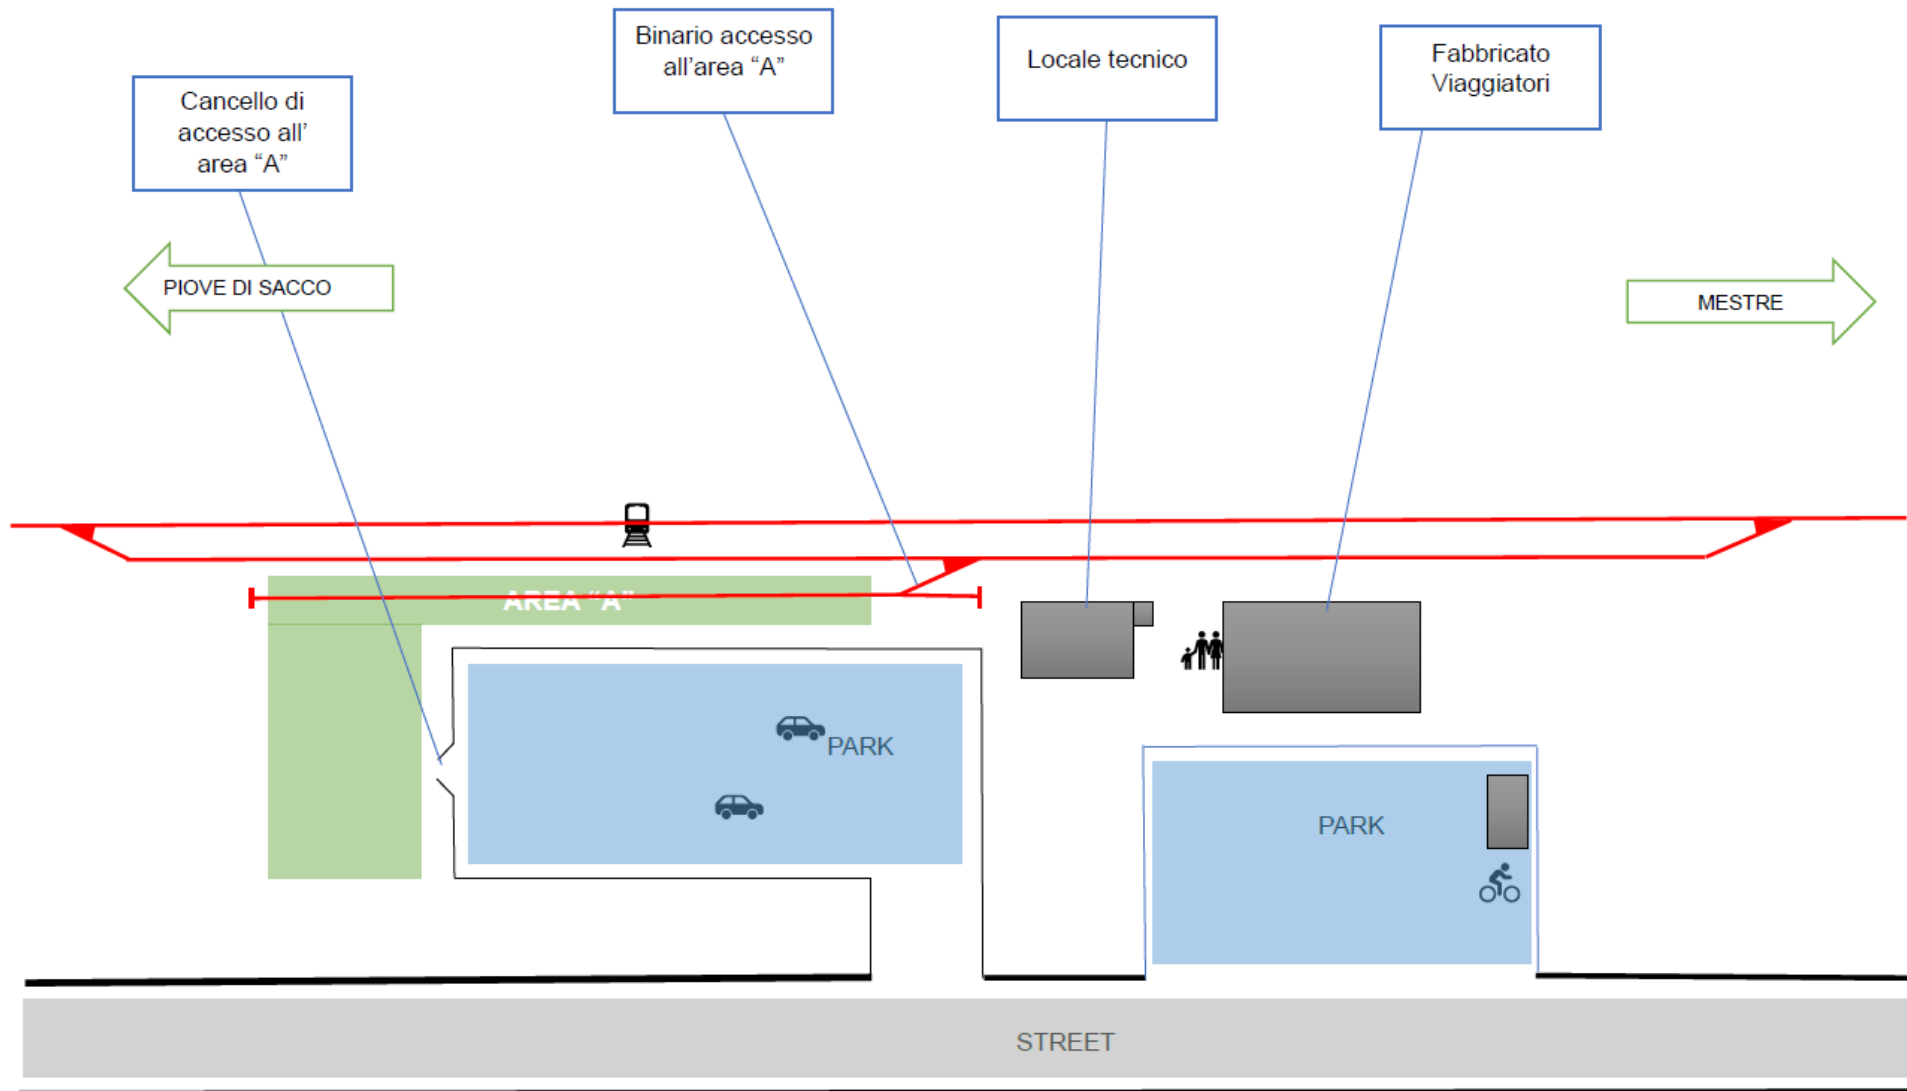 Binario accesso
all'area “A”
Locale tecnico
Fabbricato
Viaggiatori
Cancello di
accesso all'
area “A”
PIOVE DI SACCO
MESTRE
AREA “A”
PARK
PARK
STREET